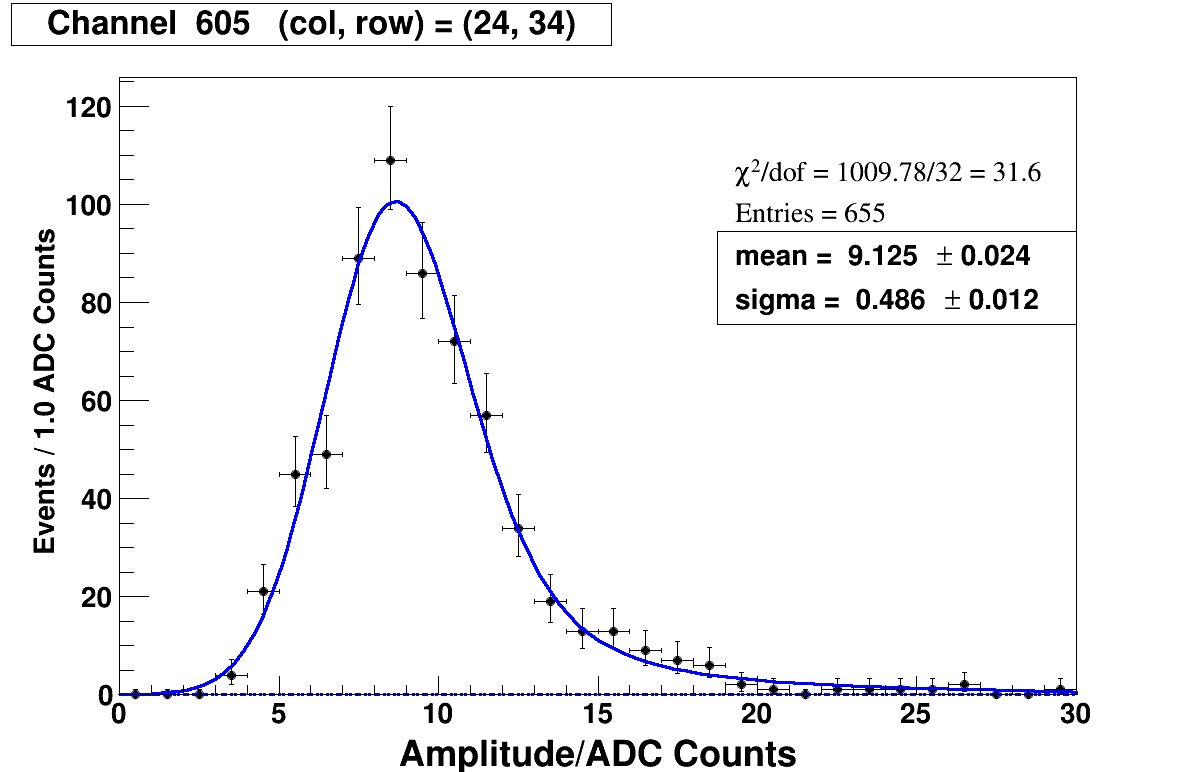 Channel 605 (col, row) = (24, 34)
120
100
80
60
40
20
0
Events / 1.0 ADC Counts
χ²/dof = 1009.78/32 = 31.6
Entries = 655
mean = 9.125 ± 0.024
sigma = 0.486 ± 0.012
0 5 10 15 20 25 30
Amplitude/ADC Counts